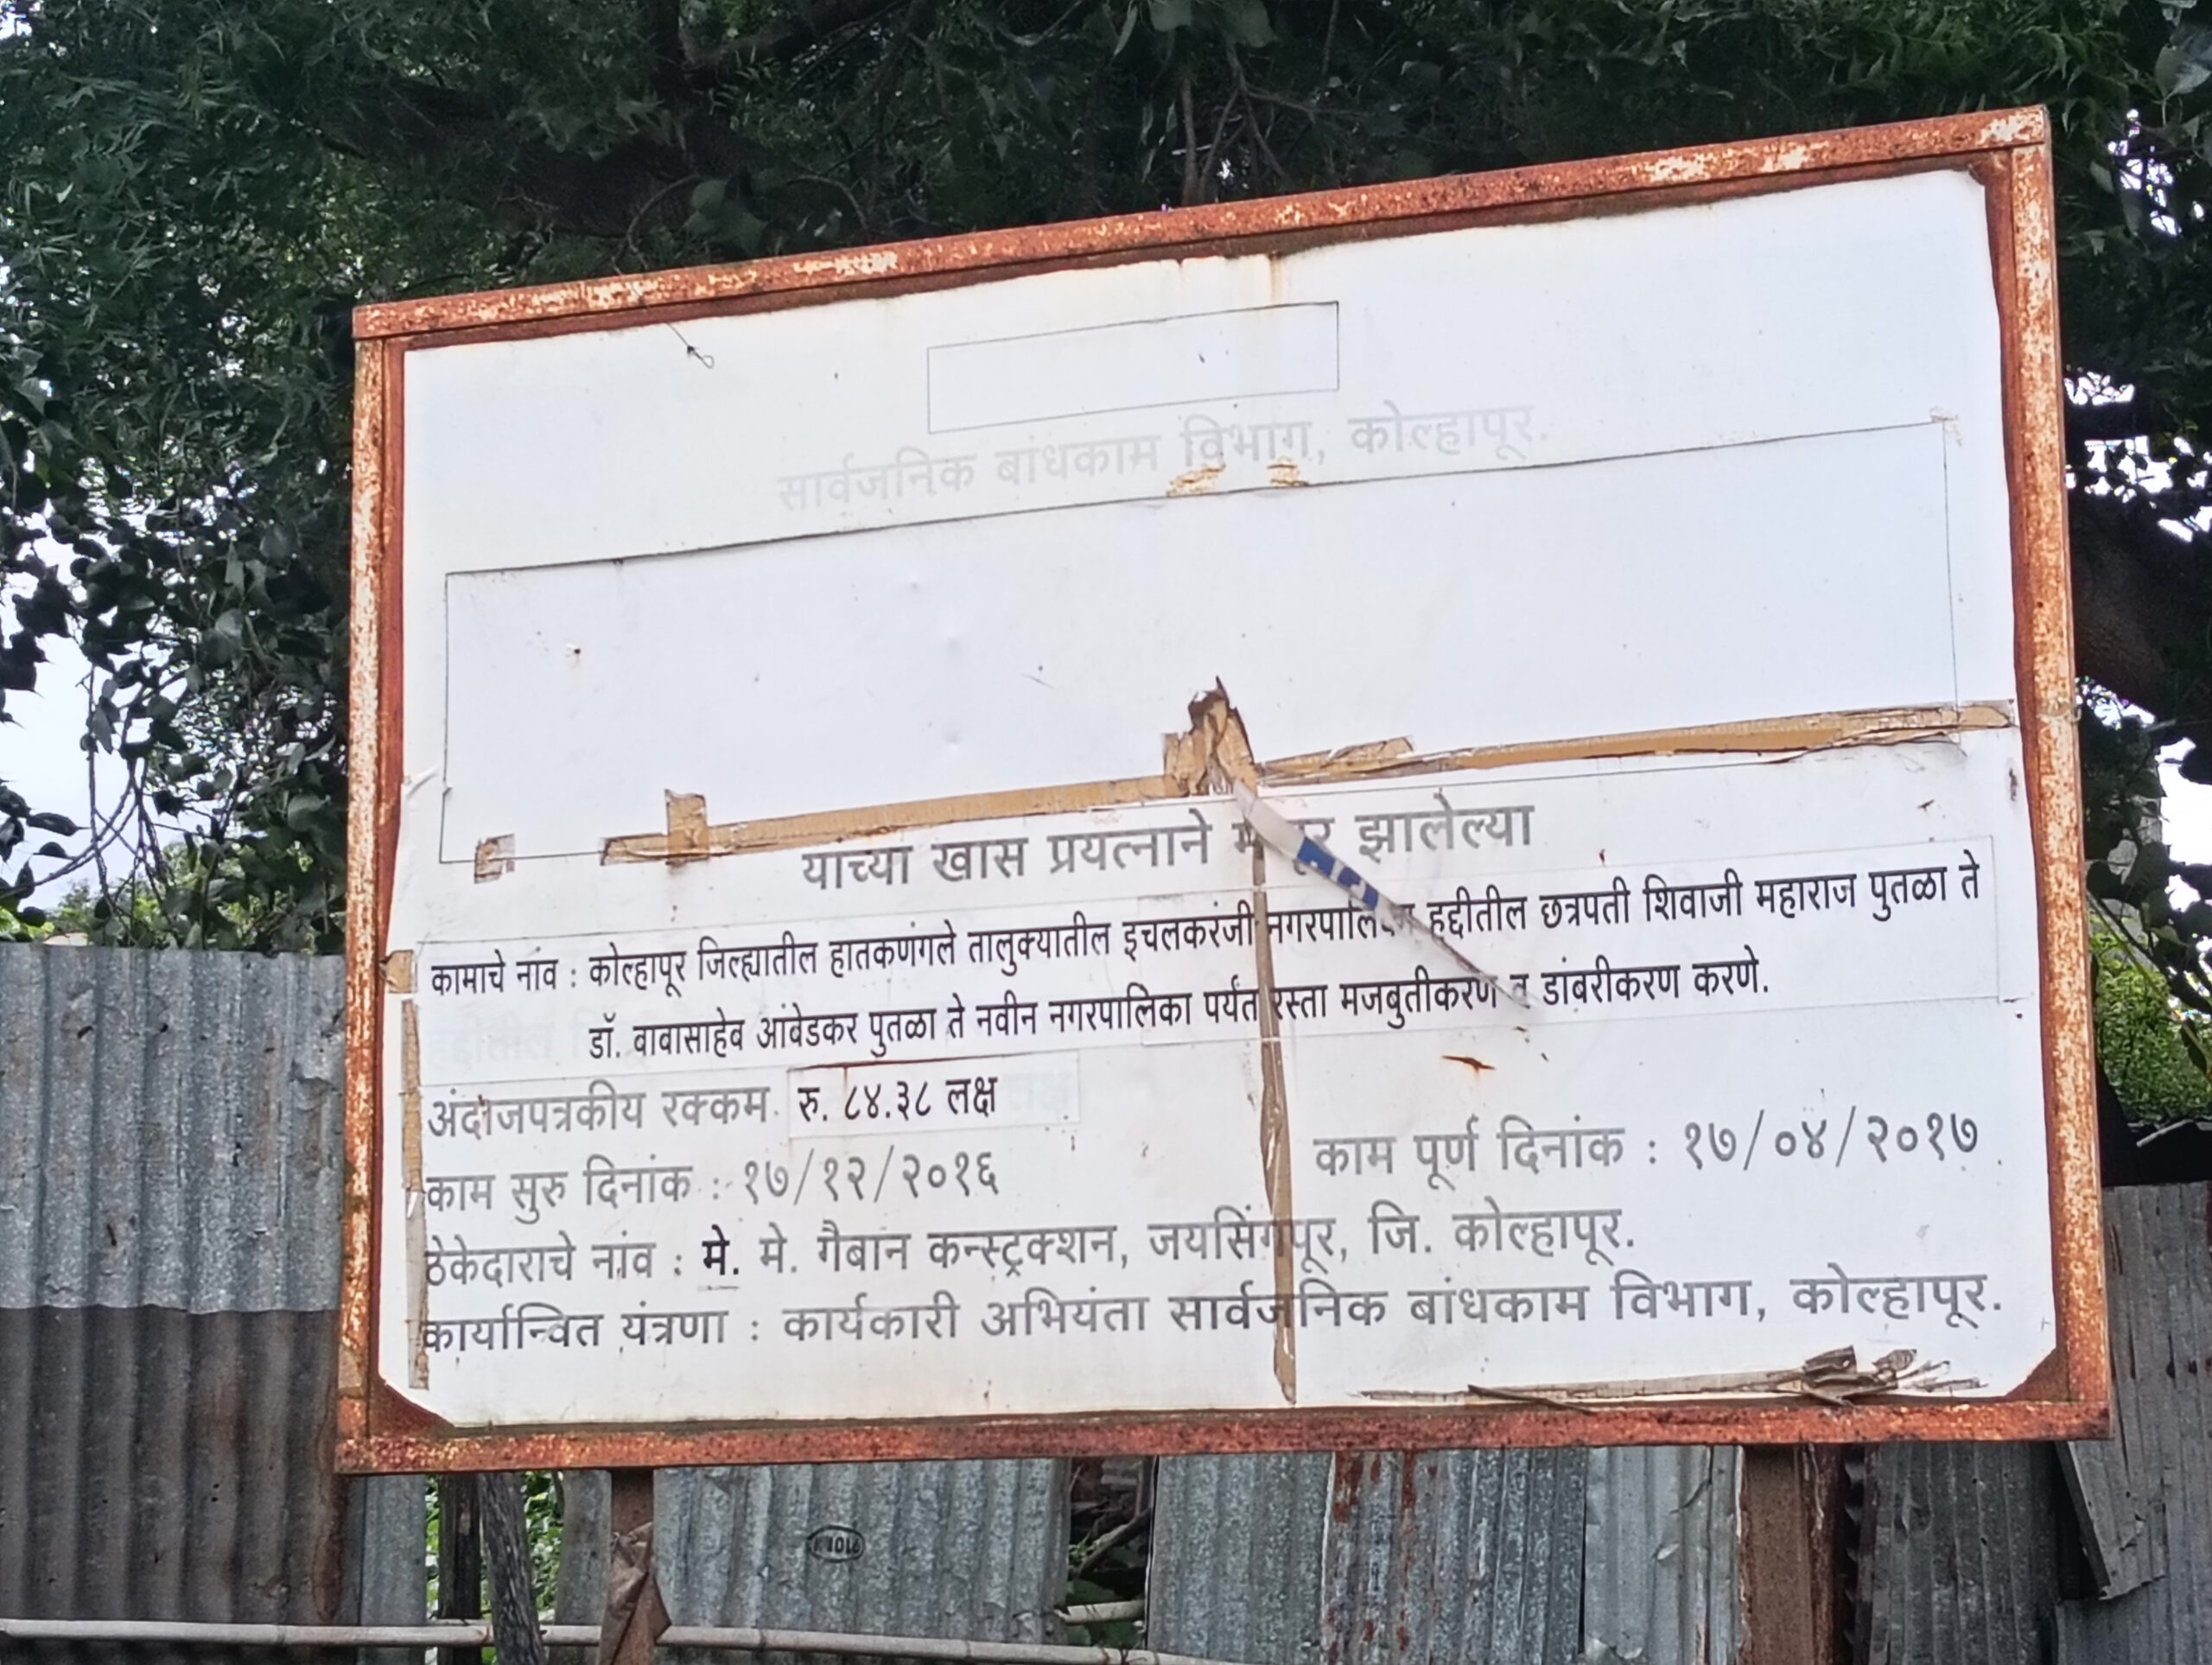 सार्वजनिक बांधकाम विभाग, कोल्हापूर.
याच्या खास प्रयत्नाने झालेल्या
कामाचे नांव : कोल्हापूर जिल्ह्यातील हातकणंगले तालुक्यातील इचलकरंजी नगरपालिका हद्दीतील छत्रपती शिवाजी महाराज पुतळा ते
डॉ. वावासाहेव आंवेडकर पुतळा ते नवीन नगरपालिका पर्यंत रस्ता मजबुतीकरण व डांबरीकरण करणे.
अंदाजपत्रकीय रक्कम रु. ८४.३८ लक्ष
काम सुरु दिनांक : १७/१२/२०१६ काम पूर्ण दिनांक : १७/०४/२०१७
ठेकेदाराचे नांव : मे. मे. गैबान कन्स्ट्रक्शन, जयसिंगपूर, जि. कोल्हापूर.
कार्यान्वित यंत्रणा : कार्यकारी अभियंता सार्वजनिक बांधकाम विभाग, कोल्हापूर.